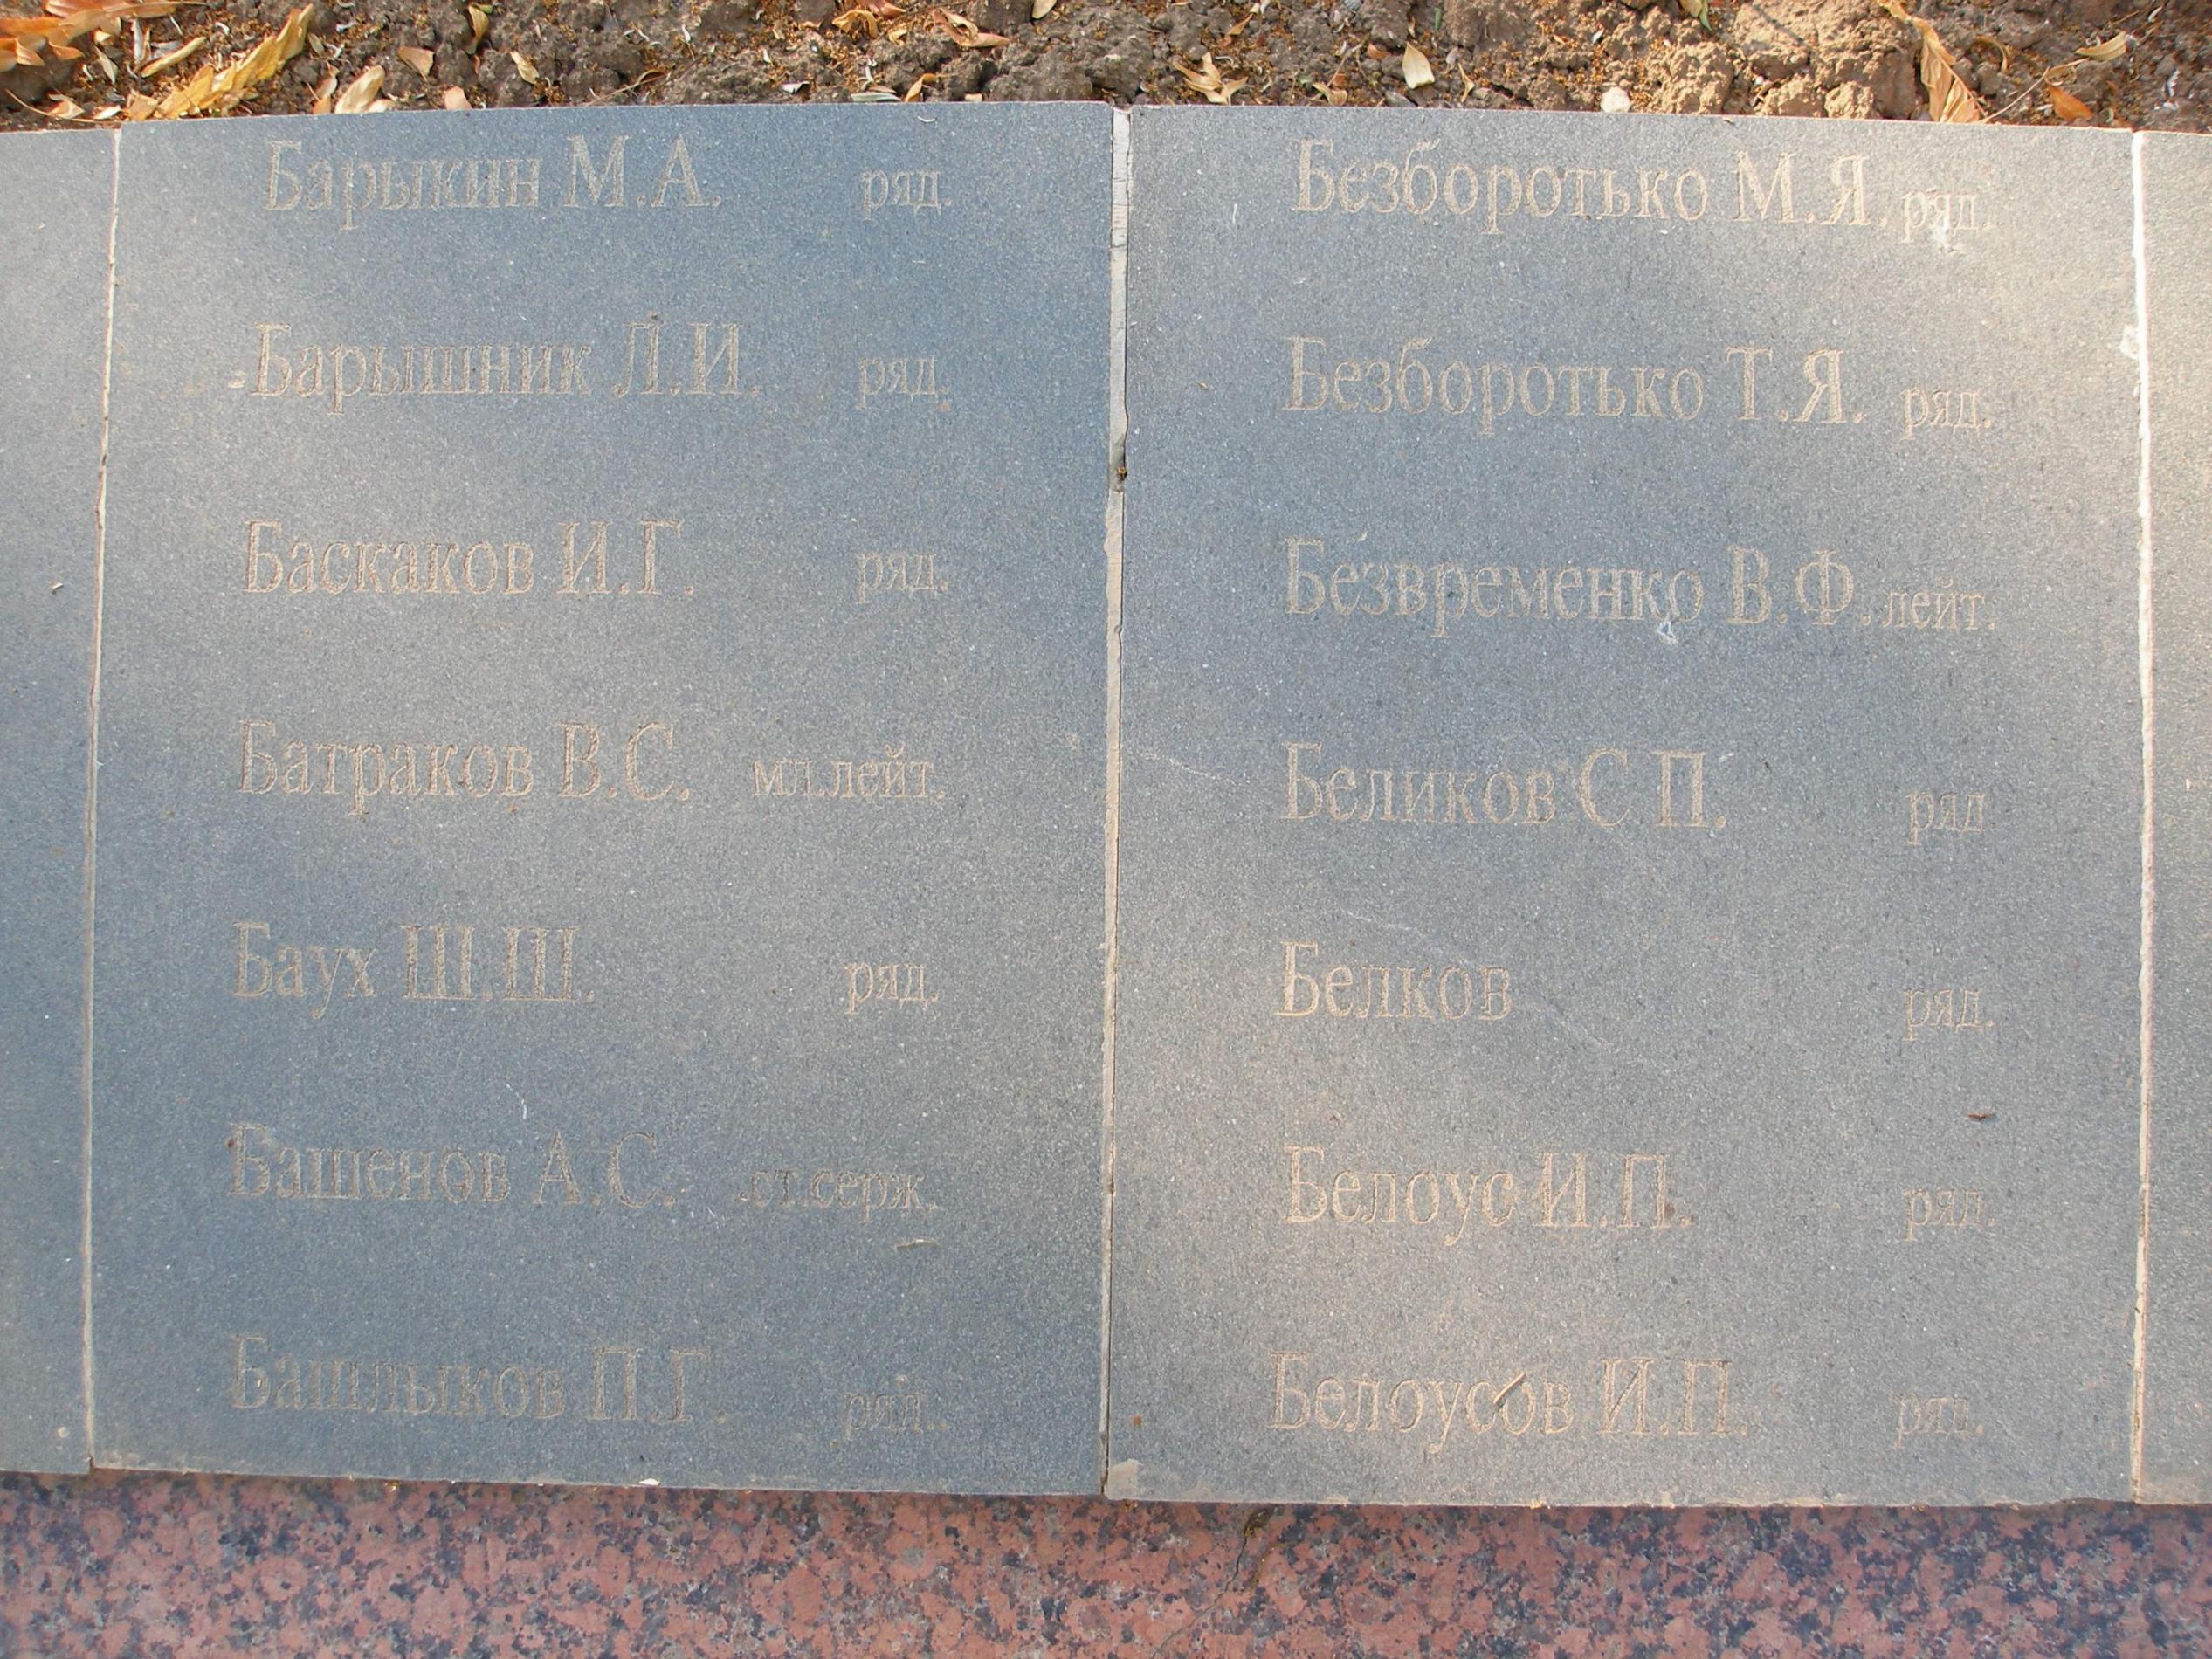 Барыкин М.А. ряд.
Барышник Л.И. ряд.
Баскаков И.Г. ряд.
Батраков В.С. мл.лейт.
Баух Ш.Ш. ряд.
Башенов А.С. ст.серж.
Башлыков П.Г. ряд.
Безборотько М.Я. ряд.
Безборотько Т.Я. ряд.
Безвременко В.Ф. лейт.
Беликов С П. ряд
Белков ряд.
Белоус И.П. ряд.
Белоусов И.П. ряд.